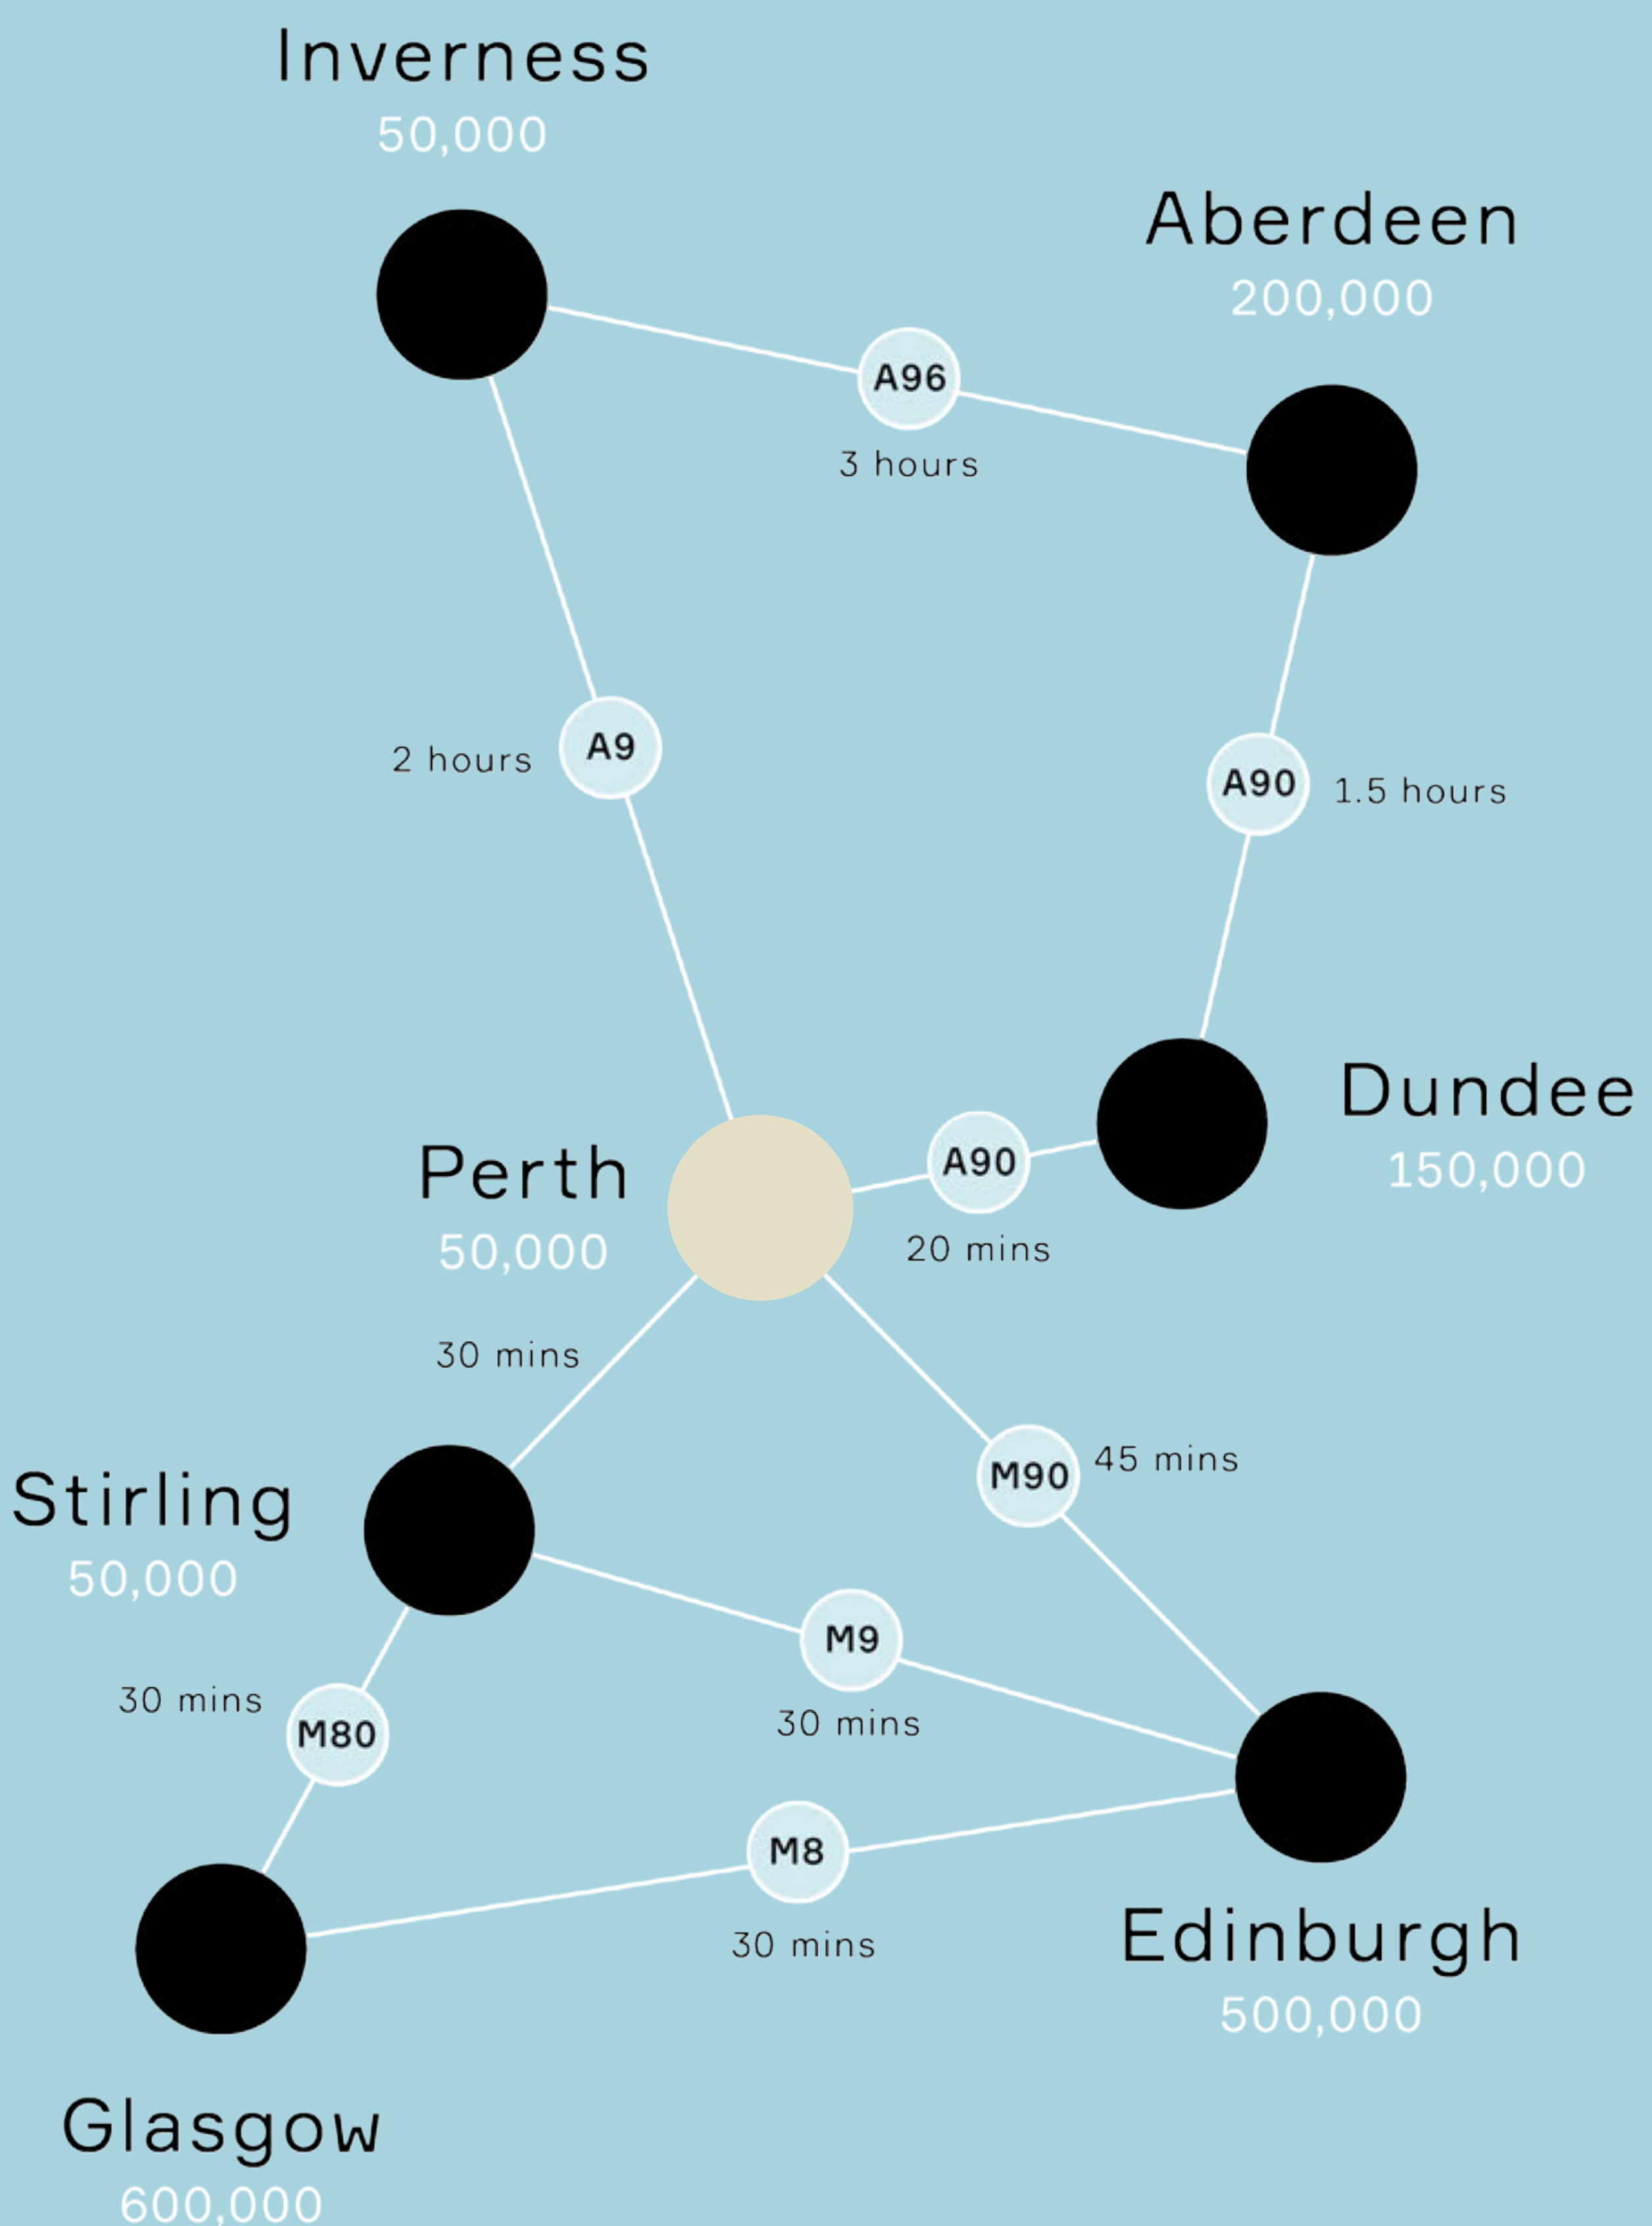 Inverness
50,000
Aberdeen
200,000
A96
3 hours
A9
2 hours
A90
1.5 hours
Dundee
150,000
Perth
50,000
A90
20 mins
30 mins
M90
45 mins
Stirling
50,000
M9
30 mins
30 mins
M80
M8
30 mins
Edinburgh
500,000
Glasgow
600,000